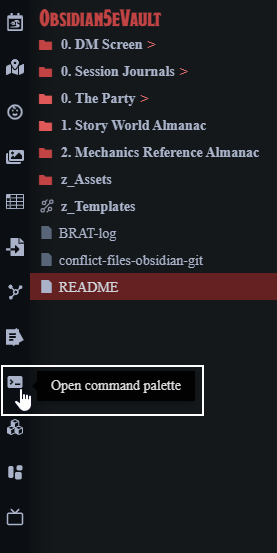 ObsidianSeVault
0. DM Screen >
0. Session Journals >
0. The Party >
1. Story World Almanac
2. Mechanics Reference Almanac
z_Assets
z_Templates
BRAT-log
conflict-files-obsidian-git
README
Open command palette